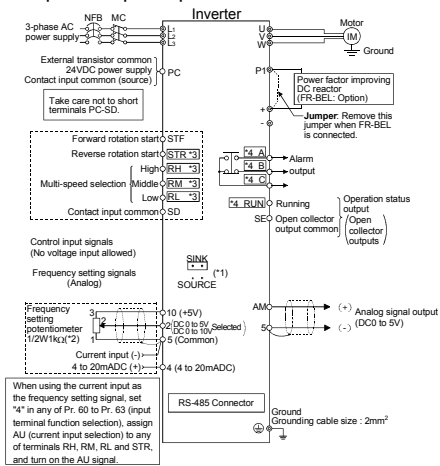 Inverter
NFB MC
3-phase AC
power supply
L1
L2
L3
U
V
W
Motor
IM
Ground
External transistor common
24VDC power supply
Contact input common (source)
PC
Take care not to short
terminals PC-SD.
P1
+
-
Power factor improving
DC reactor
(FR-BEL: Option)
Jumper: Remove this
jumper when FR-BEL
is connected.
Forward rotation start STF
Reverse rotation start STR *3
Multi-speed selection
High RH *3
Middle RM *3
Low RL *3
Contact input common SD
*4 A
*4 B
*4 C
Alarm
output
*4 RUN Running
SE Open collector
output common
Operation status
output
(Open
collector
outputs)
Control input signals
(No voltage input allowed)
Frequency setting signals
(Analog)
SINK
(*1)
SOURCE
Frequency
setting
potentiometer
1/2W1kΩ(*2)
3
2
1
10 (+5V)
2 (DC 0 to 5V
DC 0 to 10V Selected)
5 (Common)
Current input (-)
4 to 20mADC (+)
4 (4 to 20mADC)
AM
5
(+)
(-)
Analog signal output
(DC0 to 5V)
When using the current input as
the frequency setting signal, set
"4" in any of Pr. 60 to Pr. 63 (input
terminal function selection), assign
AU (current input selection) to any
of terminals RH, RM, RL and STR,
and turn on the AU signal.
RS-485 Connector
Ground
Grounding cable size : 2mm²